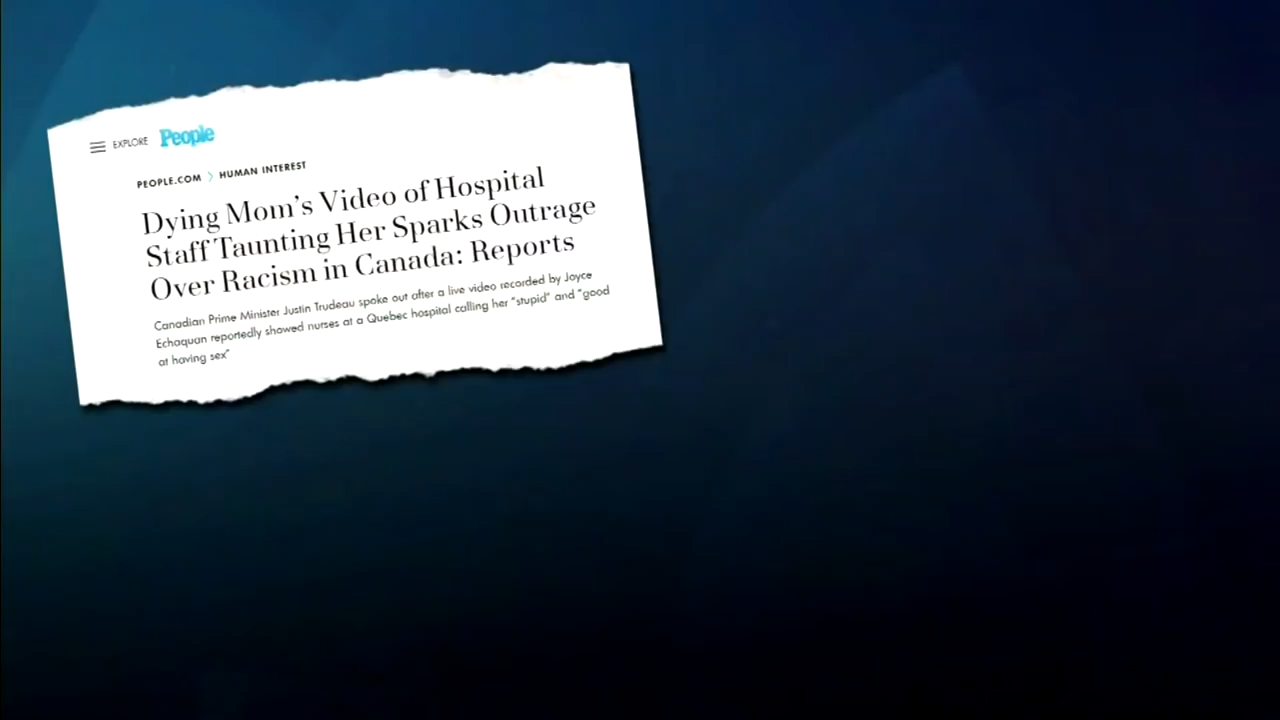 EXPLORE People
PEOPLE.COM > HUMAN INTEREST
Dying Mom's Video of Hospital
Staff Taunting Her Sparks Outrage
Over Racism in Canada: Reports
Canadian Prime Minister Justin Trudeau spoke out after a live video recorded by Joyce
Echaquan reportedly showed nurses at a Quebec hospital calling her "stupid" and "good
at having sex"